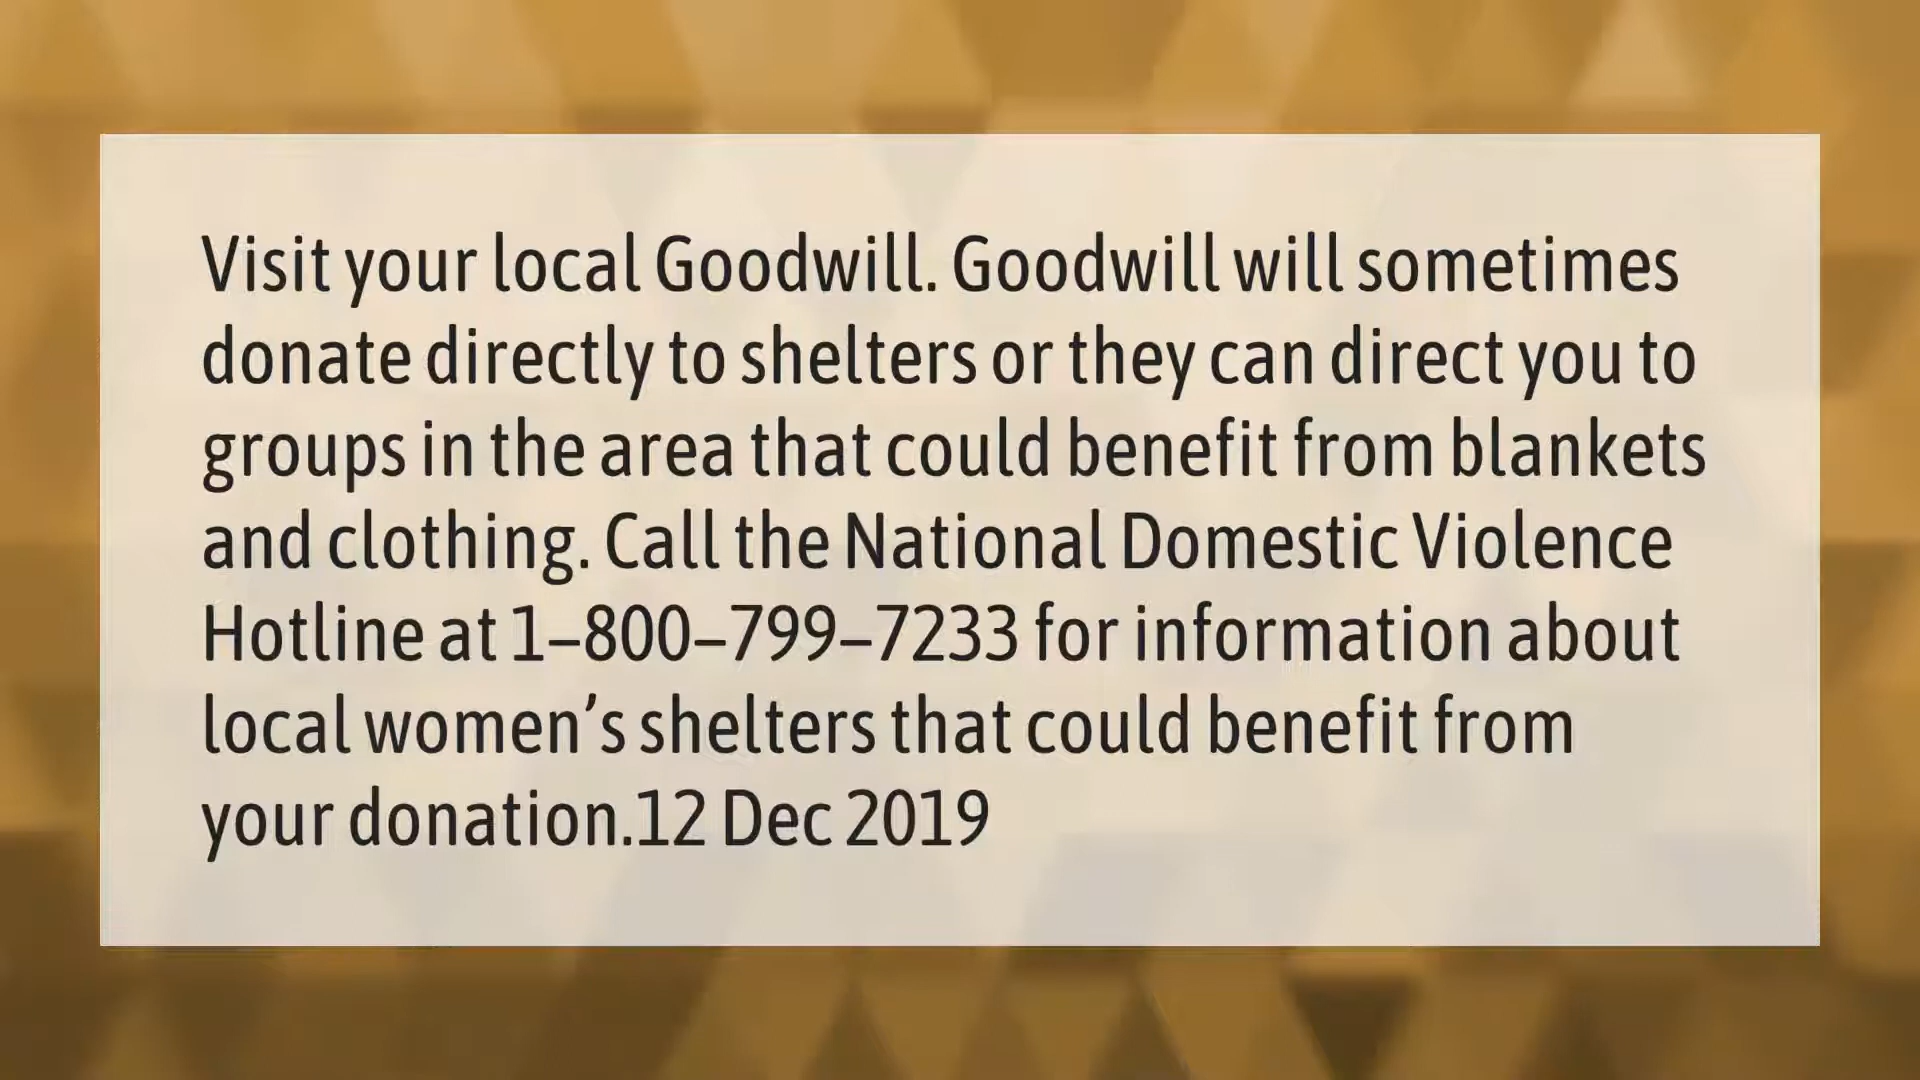 Visit your local Goodwill. Goodwill will sometimes
donate directly to shelters or they can direct you to
groups in the area that could benefit from blankets
and clothing. Call the National Domestic Violence
Hotline at 1–800–799–7233 for information about
local women’s shelters that could benefit from
your donation.12 Dec 2019